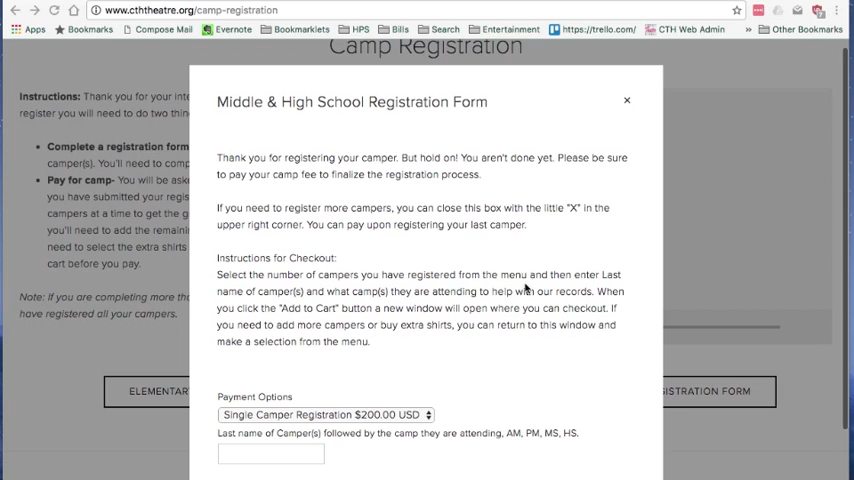 www.cththeatre.org/camp-registration
Apps Bookmarks Compose Mail Evernote Bookmarklets HPS Bills Search Entertainment https://trello.com/ CTH Web Admin » Other Bookmarks
Camp Registration
Instructions: Thank you for your inte
register you will need to do two thin
Complete a registration form
camper(s). You'll need to comp
Pay for camp- You will be aske
you have submitted your regis
campers at a time to get the g
you'll need to add the remainin
need to select the extra shirts
cart before you pay.
Note: If you are completing more tha
have registered all your campers.
ELEMENTAR
ISTRATION FORM
Middle & High School Registration Form
×
Thank you for registering your camper. But hold on! You aren't done yet. Please be sure
to pay your camp fee to finalize the registration process.
If you need to register more campers, you can close this box with the little "X" in the
upper right corner. You can pay upon registering your last camper.
Instructions for Checkout:
Select the number of campers you have registered from the menu and then enter Last
name of camper(s) and what camp(s) they are attending to help with our records. When
you click the "Add to Cart" button a new window will open where you can checkout. If
you need to add more campers or buy extra shirts, you can return to this window and
make a selection from the menu.
Payment Options
Single Camper Registration $200.00 USD
Last name of Camper(s) followed by the camp they are attending, AM, PM, MS, HS.